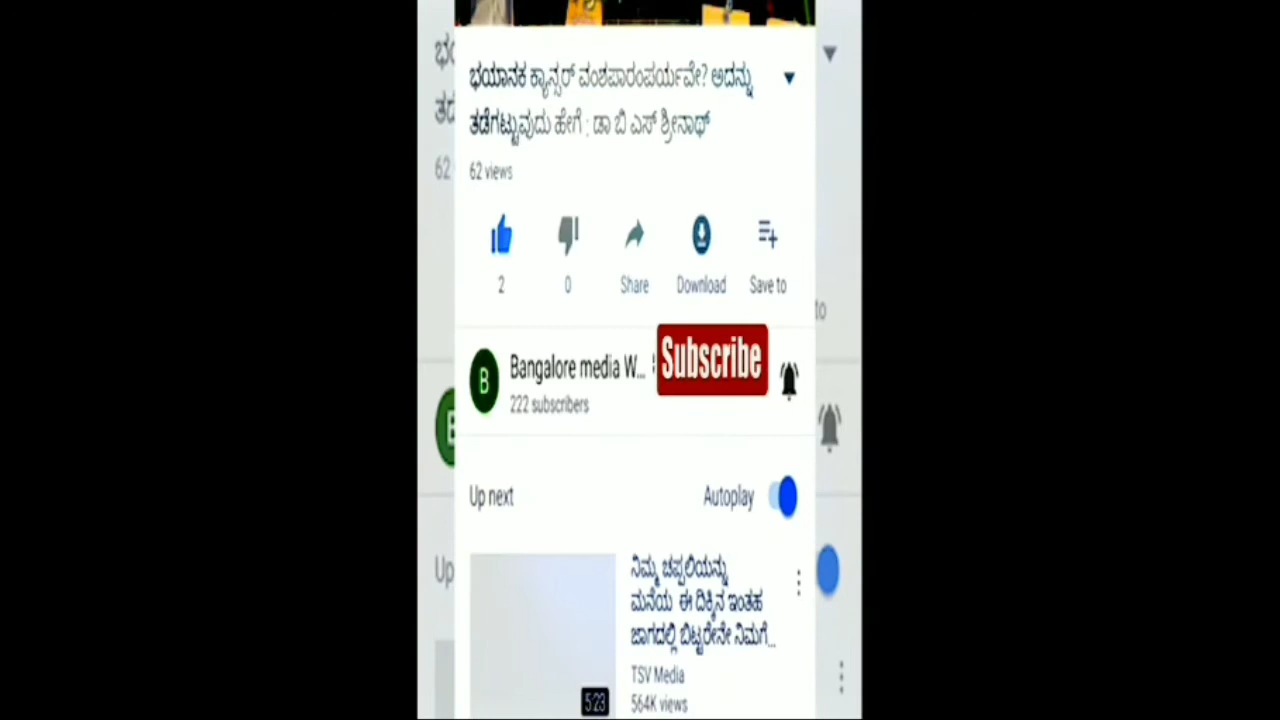 ಭಯಾನಕ ಕ್ಯಾನ್ಸರ್ ವಂಶಪಾರಂಪರ್ಯವೇ? ಅದನ್ನು
ತಡೆಗಟ್ಟುವುದು ಹೇಗೆ : ಡಾ ಬಿ ಎಸ್ ಶ್ರೀನಾಥ್
62 views
2
0
Share
Download
Save to
Bangalore media W...
Subscribe
B
222 subscribers
Up next
Autoplay
ನಿಮ್ಮ ಚಪ್ಪಲಿಯನ್ನು
ಮನೆಯ ಈ ದಿಕ್ಕಿನ ಇಂತಹ
ಜಾಗದಲ್ಲಿ ಬಿಟ್ಟರೇನೇ ನಿಮಗೆ...
TSV Media
564K views
5:23